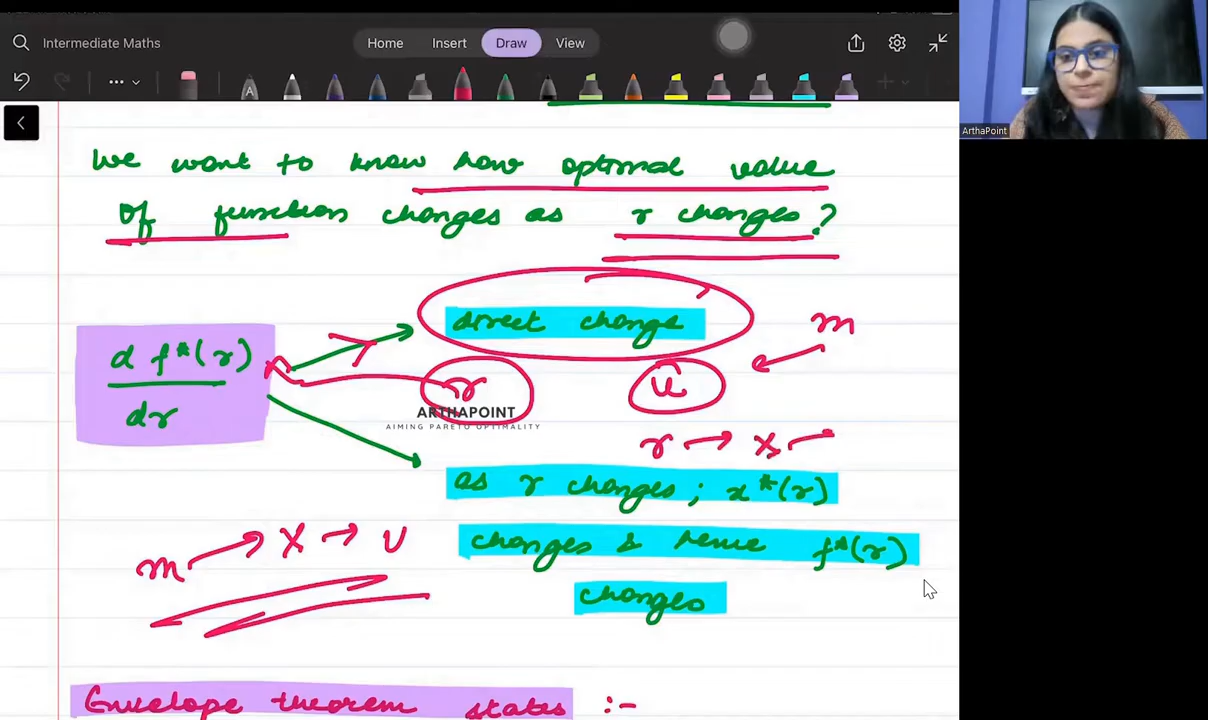 Intermediate Maths
Home Insert Draw View
ArthaPoint
We want to know how optimal value
of function changes as r changes?
direct change
m
d f*(r)
dr
r
u
ARTHAPOINT
AIMING PARETO OPTIMALITY
r → x
as r changes; x*(r)
changes & hence f*(r)
changes
m → x → u
Envelope theorem states :-